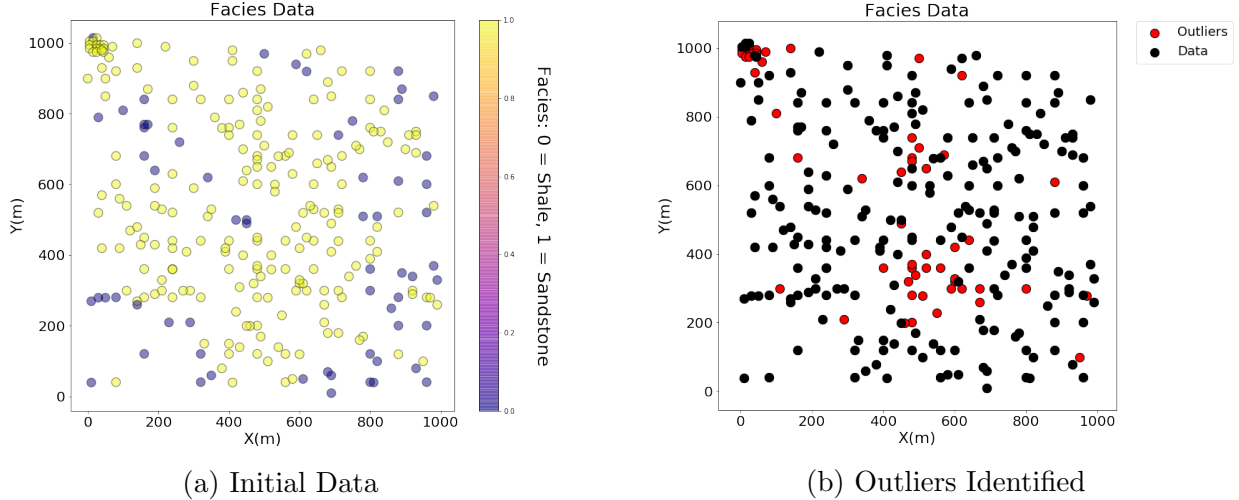 Facies Data
Y(m)
1000
800
600
400
200
0
0 200 400 600 800 1000
X(m)
1.0
0.8
0.6
0.4
0.2
0.0
Facies: 0 = Shale, 1 = Sandstone
(a) Initial Data
Facies Data
Y(m)
1000
800
600
400
200
0
0 200 400 600 800 1000
X(m)
Outliers
Data
(b) Outliers Identified